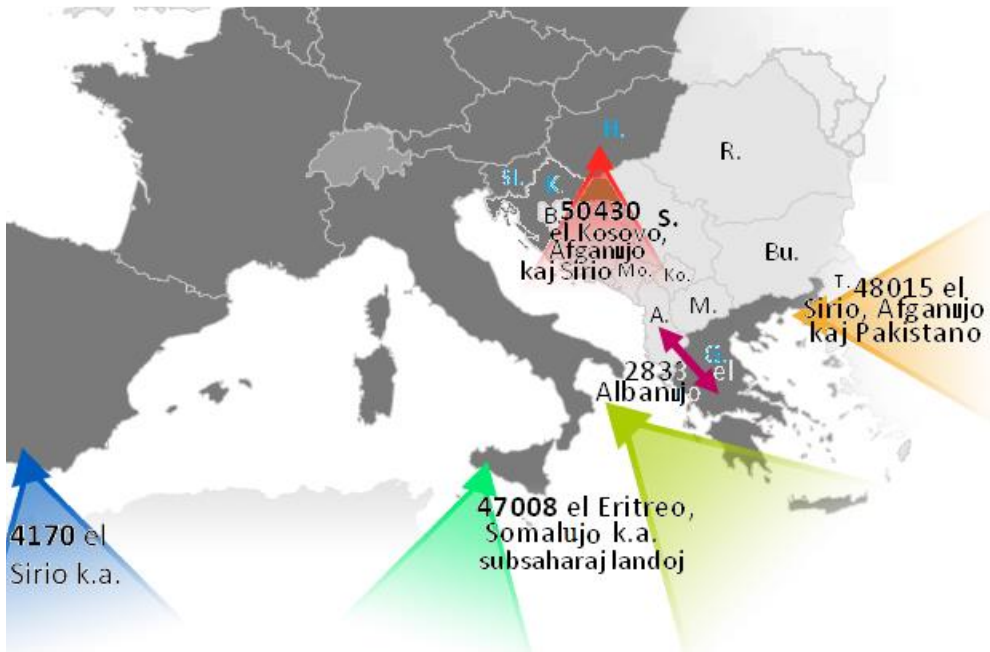 H.
R.
Sl.
K.
B.
50430
el Kosovo,
Afganujo
kaj Sirio
S.
Mo.
Ko.
Bu.
T.
48015 el
Sirio, Afganujo
kaj Pakistano
A.
M.
G.
2833 el
Albanujo
47008 el Eritreo,
Somalujo k.a.
subsaharaj landoj
4170 el
Sirio k.a.